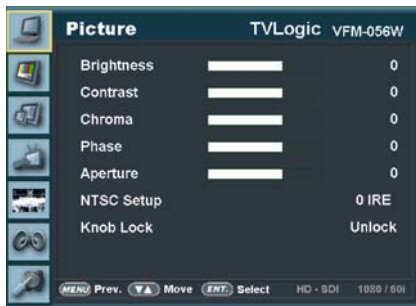 Picture TVLogic VFM-056W
Brightness 0
Contrast 0
Chroma 0
Phase 0
Aperture 0
NTSC Setup 0 IRE
Knob Lock Unlock
MENU Prev. ▼▲ Move ENT. Select HD - SDI 1080 / 60i